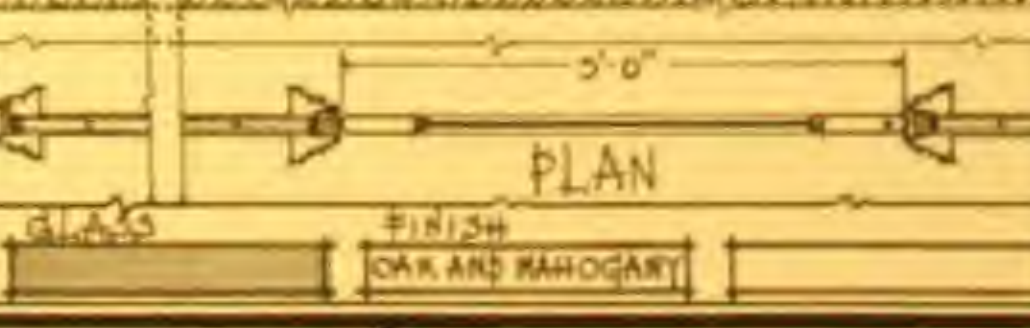 5'-0"
PLAN
GLASS
FINISH
OAK AND MAHOGANY